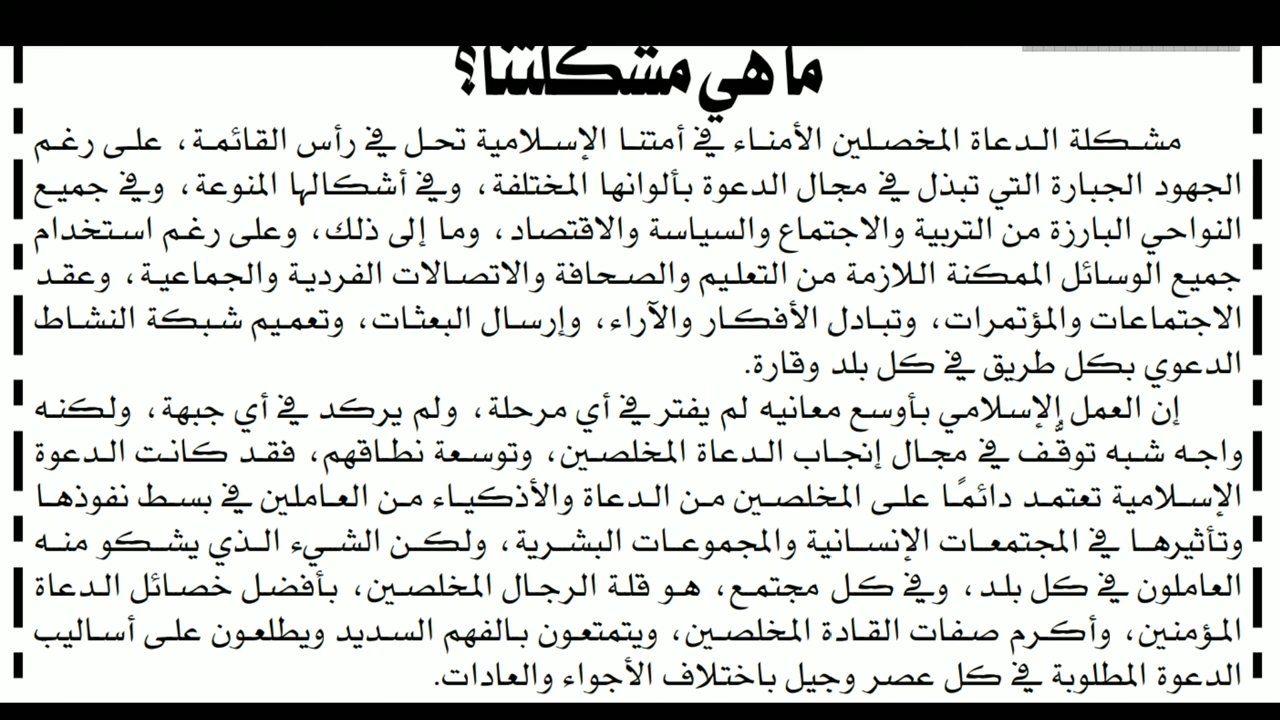 ما هي مشكلتنا؟
مشكلة الدعاة المخصلين الأمناء في أمتنا الإسلامية تحل في رأس القائمة، على رغم
الجهود الجبارة التي تبذل في مجال الدعوة بألوانها المختلفة، وفي أشكالها المنوعة، وفي جميع
النواحي البارزة من التربية والاجتماع والسياسة والاقتصاد، وما إلى ذلك، وعلى رغم استخدام
جميع الوسائل الممكنة اللازمة من التعليم والصحافة والاتصالات الفردية والجماعية، وعقد
الاجتماعات والمؤتمرات، وتبادل الأفكار والآراء، وإرسال البعثات، وتعميم شبكة النشاط
الدعوي بكل طريق في كل بلد وقارة.
إن العمل الإسلامي بأوسع معانيه لم يفتر في أي مرحلة، ولم يركد في أي جبهة، ولكنه
واجه شبه توقُّف في مجال إنجاب الدعاة المخلصين، وتوسعة نطاقهم، فقد كانت الدعوة
الإسلامية تعتمد دائمًا على المخلصين من الدعاة والأذكياء من العاملين في بسط نفوذها
وتأثيرها في المجتمعات الإنسانية والمجموعات البشرية، ولكن الشيء الذي يشكو منه
العاملون في كل بلد، وفي كل مجتمع، هو قلة الرجال المخلصين، بأفضل خصائل الدعاة
المؤمنين، وأكرم صفات القادة المخلصين، ويتمتعون بالفهم السديد ويطلعون على أساليب
الدعوة المطلوبة في كل عصر وجيل باختلاف الأجواء والعادات.